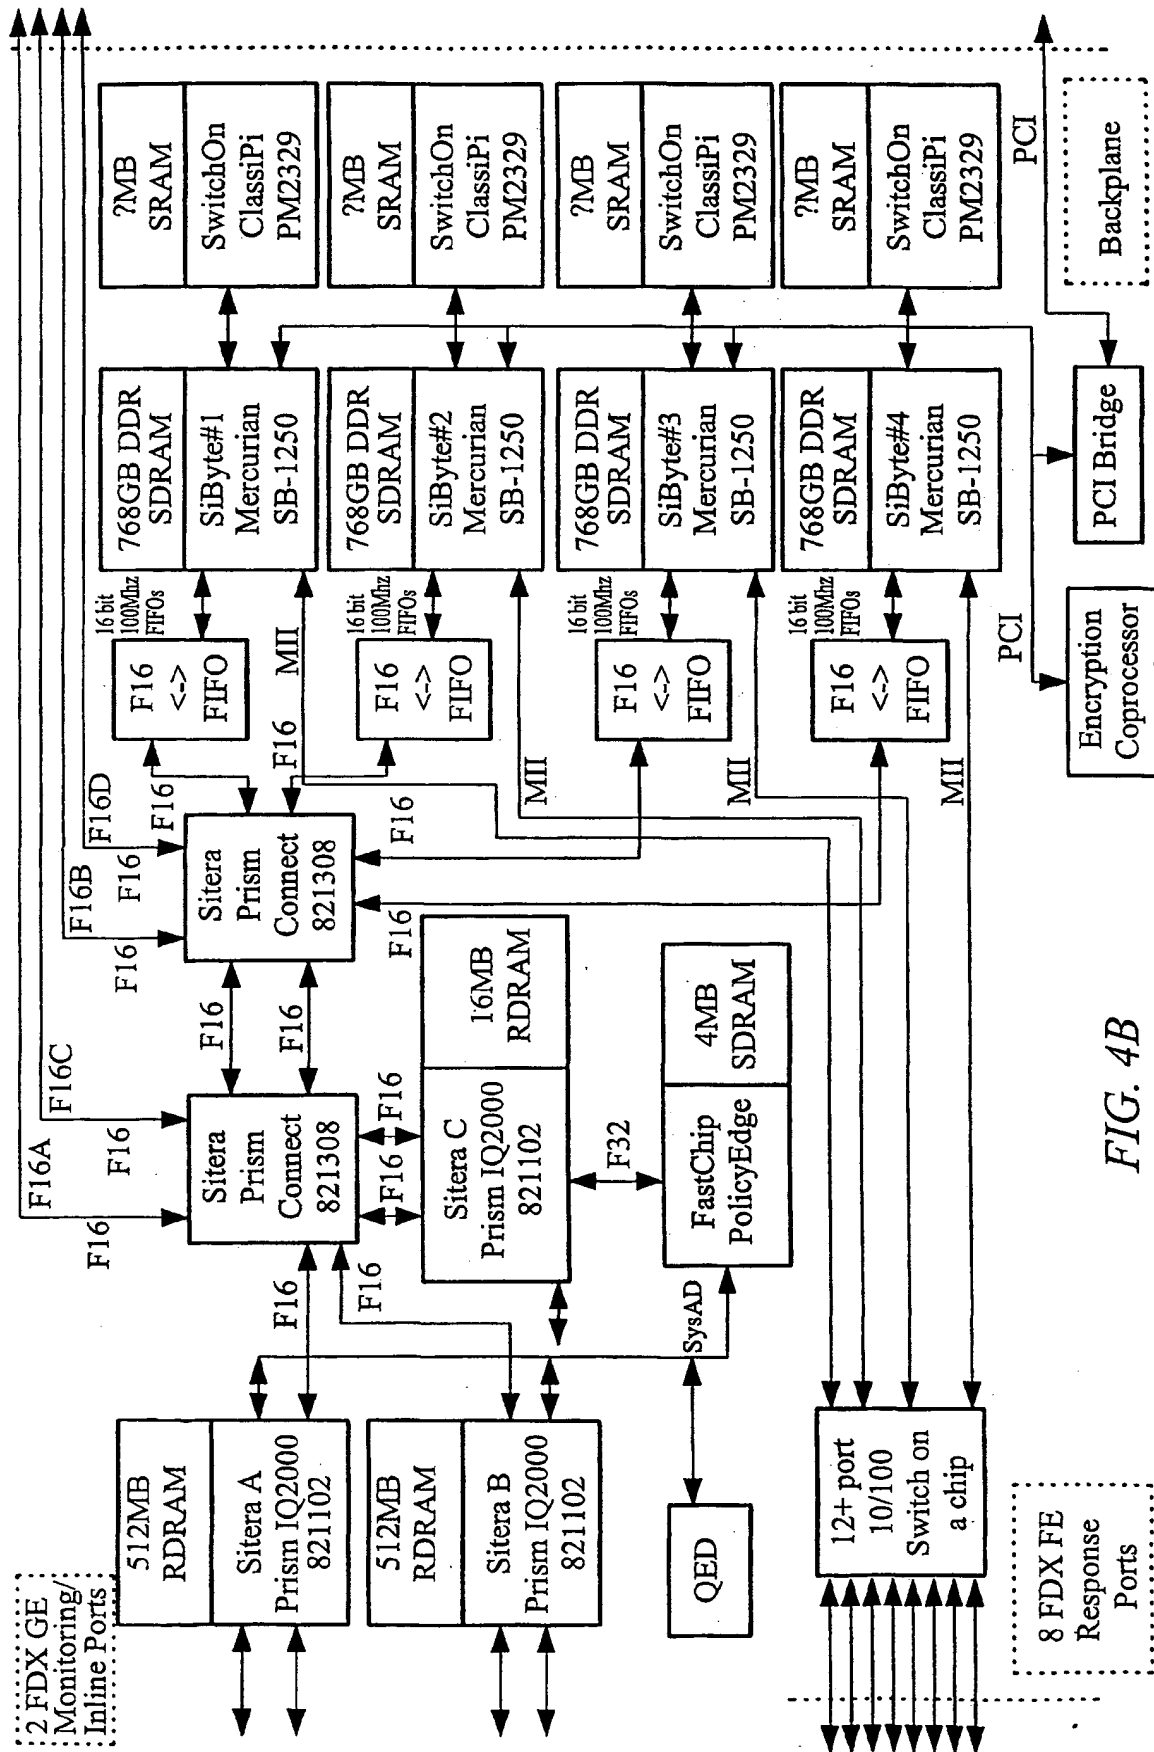 2 FDX GE
Monitoring/
Inline Ports
512MB
RDRAM
Sitera A
Prism IQ2000
821102
512MB
RDRAM
Sitera B
Prism IQ2000
821102
QED
SysAD
12+ port
10/100
Switch on
a chip
8 FDX FE
Response
Ports
F16A
F16
F16C
F16
F16B
F16
F16D
F16
Sitera
Prism
Connect
821308
F16
F16
Sitera
Prism
Connect
821308
F16
F16
F16
F16
F16
F16
F16
F16
Sitera C
Prism IQ2000
821102
16MB
RDRAM
F32
FastChip
PolicyEdge
4MB
SDRAM
F16
<->
FIFO
16 bit
100Mhz
FIFOs
MII
768GB DDR
SDRAM
SiByte#1
Mercurian
SB-1250
?MB
SRAM
SwitchOn
ClassiPi
PM2329
F16
<->
FIFO
16 bit
100Mhz
FIFOs
MII
768GB DDR
SDRAM
SiByte#2
Mercurian
SB-1250
?MB
SRAM
SwitchOn
ClassiPi
PM2329
F16
<->
FIFO
16 bit
100Mhz
FIFOs
MII
768GB DDR
SDRAM
SiByte#3
Mercurian
SB-1250
?MB
SRAM
SwitchOn
ClassiPi
PM2329
F16
<->
FIFO
16 bit
100Mhz
FIFOs
MII
768GB DDR
SDRAM
SiByte#4
Mercurian
SB-1250
?MB
SRAM
SwitchOn
ClassiPi
PM2329
PCI
Encryption
Coprocessor
PCI Bridge
PCI
Backplane
FIG. 4B